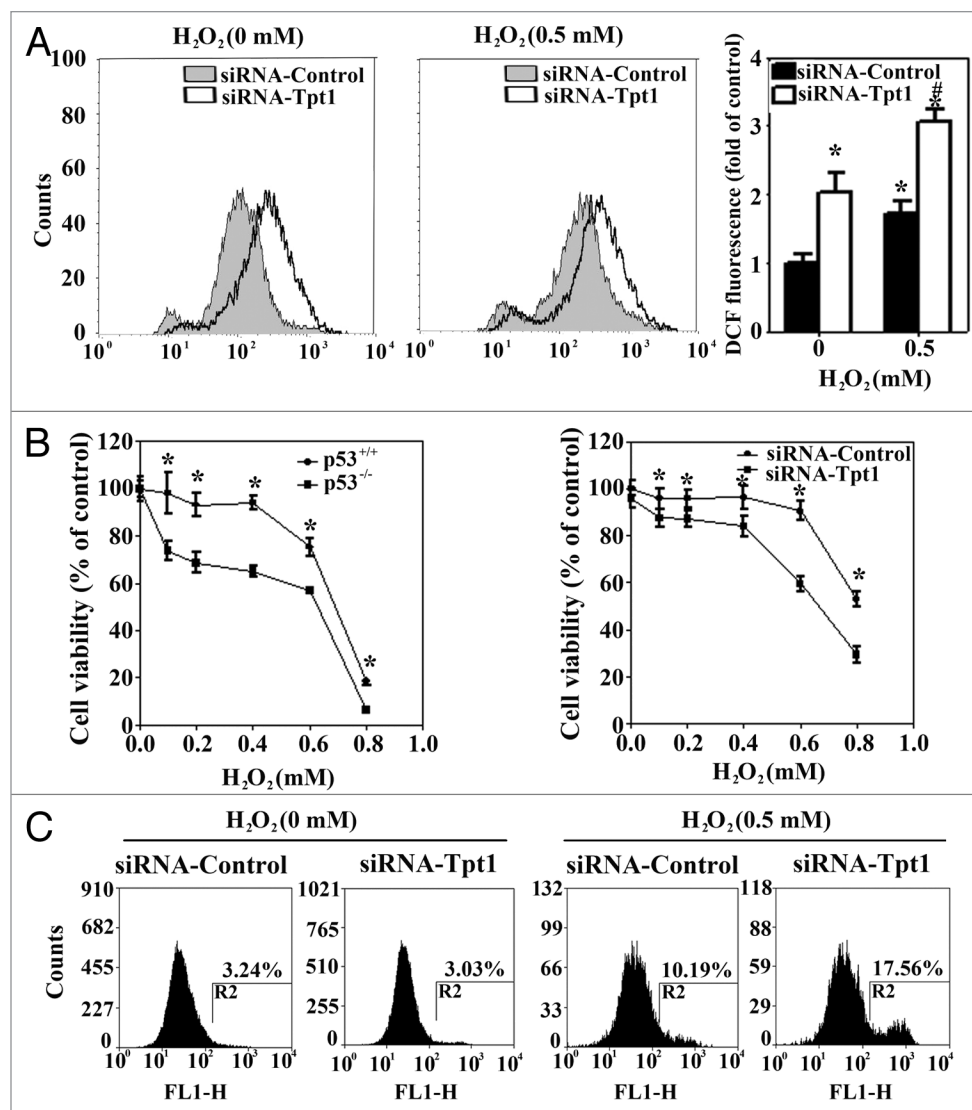 A
H₂O₂(0 mM)
siRNA-Control
siRNA-Tpt1
Counts
100
80
60
40
20
0
10⁰ 10¹ 10² 10³ 10⁴
H₂O₂(0.5 mM)
siRNA-Control
siRNA-Tpt1
10⁰ 10¹ 10² 10³ 10⁴
DCF fluorescence (fold of control)
4
3
2
1
0
siRNA-Control
siRNA-Tpt1
*
*
#
*
0 0.5
H₂O₂(mM)
B
Cell viability (% of control)
120
100
80
60
40
20
0
p53⁺/⁺
p53⁻/⁻
* * * * *
0.0 0.2 0.4 0.6 0.8 1.0
H₂O₂(mM)
Cell viability (% of control)
120
100
80
60
40
20
0
siRNA-Control
siRNA-Tpt1
* * * * *
0.0 0.2 0.4 0.6 0.8 1.0
H₂O₂(mM)
C
H₂O₂(0 mM)
siRNA-Control
Counts
910
682
455
227
0
3.24%
R2
10⁰ 10¹ 10² 10³ 10⁴
FL1-H
siRNA-Tpt1
1021
765
510
255
0
3.03%
R2
10⁰ 10¹ 10² 10³ 10⁴
FL1-H
H₂O₂(0.5 mM)
siRNA-Control
132
99
66
33
0
10.19%
R2
10⁰ 10¹ 10² 10³ 10⁴
FL1-H
siRNA-Tpt1
118
88
59
29
0
17.56%
R2
10⁰ 10¹ 10² 10³ 10⁴
FL1-H